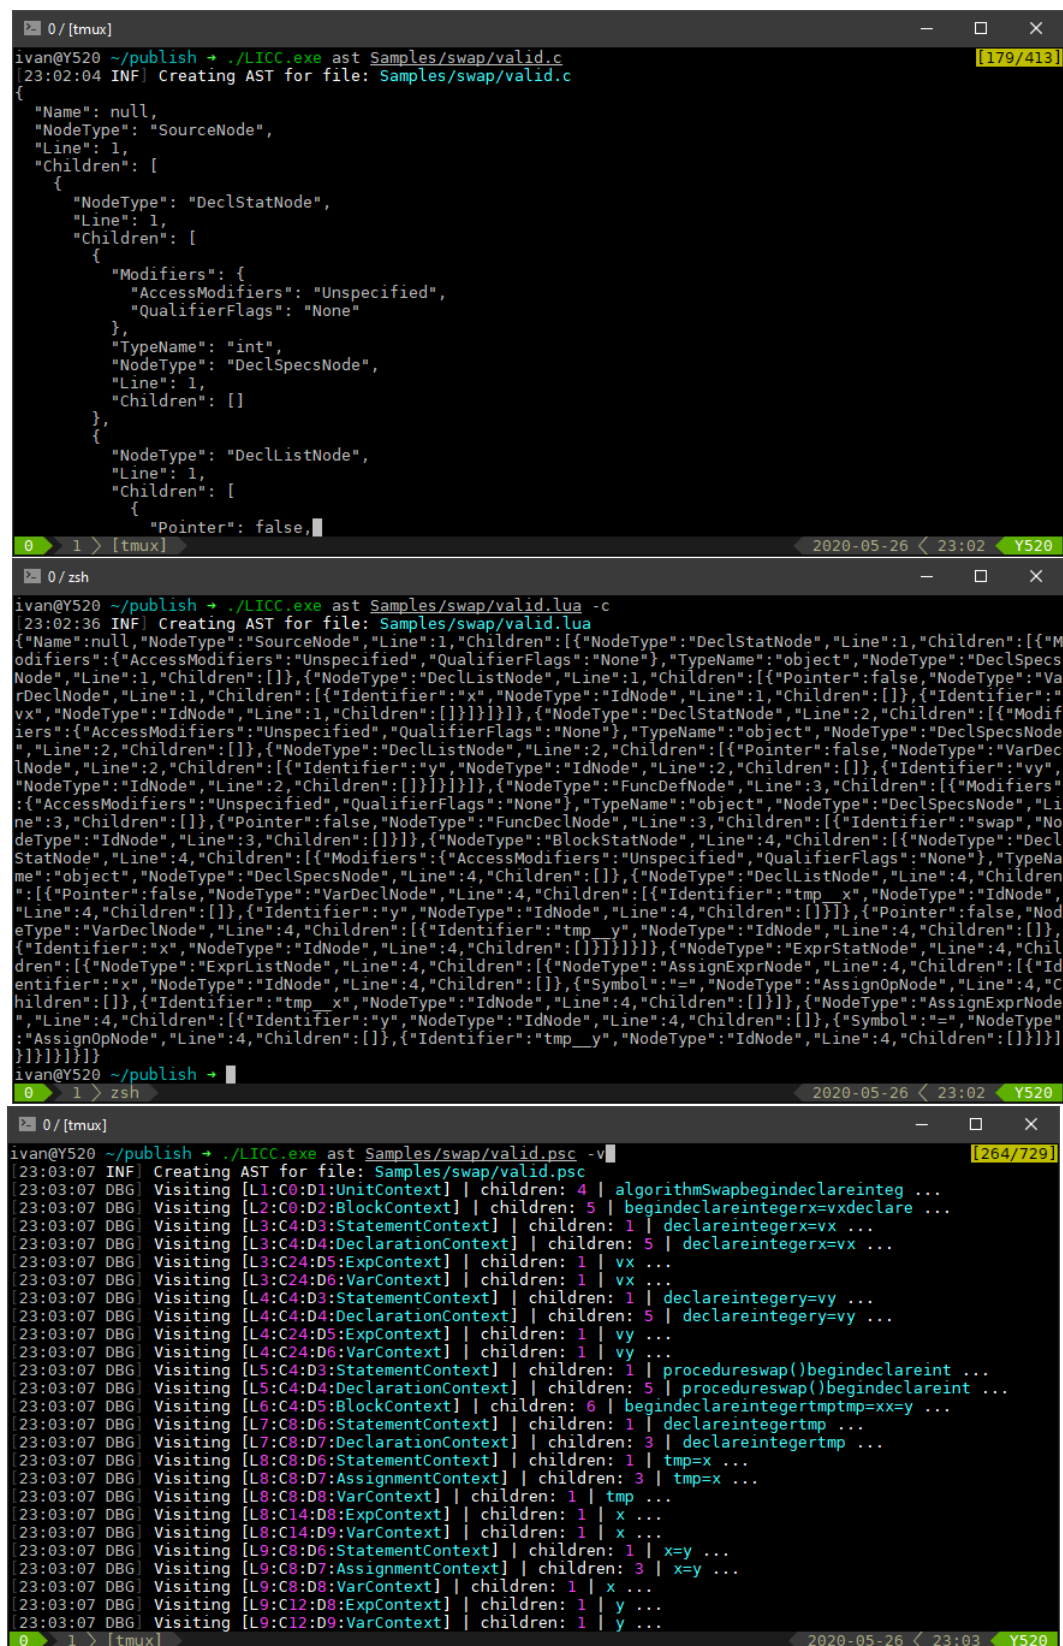 0 / [tmux]
ivan@Y520 ~/publish → ./LICC.exe ast Samples/swap/valid.c [179/413]
[23:02:04 INF] Creating AST for file: Samples/swap/valid.c
{
  "Name": null,
  "NodeType": "SourceNode",
  "Line": 1,
  "Children": [
    {
      "NodeType": "DeclStatNode",
      "Line": 1,
      "Children": [
        {
          "Modifiers": {
            "AccessModifiers": "Unspecified",
            "QualifierFlags": "None"
          },
          "TypeName": "int",
          "NodeType": "DeclSpecsNode",
          "Line": 1,
          "Children": []
        },
        {
          "NodeType": "DeclListNode",
          "Line": 1,
          "Children": [
            {
              "Pointer": false,
0 1 [tmux] 2020-05-26 23:02 Y520
0 / zsh
ivan@Y520 ~/publish → ./LICC.exe ast Samples/swap/valid.lua -c
[23:02:36 INF] Creating AST for file: Samples/swap/valid.lua
{"Name":null,"NodeType":"SourceNode","Line":1,"Children":[{"NodeType":"DeclStatNode","Line":1,"Children":[{"M
odifiers":{"AccessModifiers":"Unspecified","QualifierFlags":"None"},"TypeName":"object","NodeType":"DeclSpecs
Node","Line":1,"Children":[]},{"NodeType":"DeclListNode","Line":1,"Children":[{"Pointer":false,"NodeType":"Va
rDeclNode","Line":1,"Children":[{"Identifier":"x","NodeType":"IdNode","Line":1,"Children":[]},{"Identifier":"
vx","NodeType":"IdNode","Line":1,"Children":[]}]}]}]},{"NodeType":"DeclStatNode","Line":2,"Children":[{"Modif
iers":{"AccessModifiers":"Unspecified","QualifierFlags":"None"},"TypeName":"object","NodeType":"DeclSpecsNode
","Line":2,"Children":[]},{"NodeType":"DeclListNode","Line":2,"Children":[{"Pointer":false,"NodeType":"VarDec
lNode","Line":2,"Children":[{"Identifier":"y","NodeType":"IdNode","Line":2,"Children":[]},{"Identifier":"vy",
"NodeType":"IdNode","Line":2,"Children":[]}]}]}]},{"NodeType":"FuncDefNode","Line":3,"Children":[{"Modifiers"
:{"AccessModifiers":"Unspecified","QualifierFlags":"None"},"TypeName":"object","NodeType":"DeclSpecsNode","Li
ne":3,"Children":[]},{"Pointer":false,"NodeType":"FuncDeclNode","Line":3,"Children":[{"Identifier":"swap","No
deType":"IdNode","Line":3,"Children":[]}]},{"NodeType":"BlockStatNode","Line":4,"Children":[{"NodeType":"Decl
StatNode","Line":4,"Children":[{"Modifiers":{"AccessModifiers":"Unspecified","QualifierFlags":"None"},"TypeNa
me":"object","NodeType":"DeclSpecsNode","Line":4,"Children":[]},{"NodeType":"DeclListNode","Line":4,"Children
":[{"Pointer":false,"NodeType":"VarDeclNode","Line":4,"Children":[{"Identifier":"tmp__x","NodeType":"IdNode",
"Line":4,"Children":[]},{"Identifier":"y","NodeType":"IdNode","Line":4,"Children":[]}]},{"Pointer":false,"Nod
eType":"VarDeclNode","Line":4,"Children":[{"Identifier":"tmp__y","NodeType":"IdNode","Line":4,"Children":[]},
{"Identifier":"x","NodeType":"IdNode","Line":4,"Children":[]}]}]}]},{"NodeType":"ExprStatNode","Line":4,"Chil
dren":[{"NodeType":"ExprListNode","Line":4,"Children":[{"NodeType":"AssignExprNode","Line":4,"Children":[{"Id
entifier":"x","NodeType":"IdNode","Line":4,"Children":[]},{"Symbol":"=","NodeType":"AssignOpNode","Line":4,"C
hildren":[]},{"Identifier":"tmp__x","NodeType":"IdNode","Line":4,"Children":[]}]},{"NodeType":"AssignExprNode
","Line":4,"Children":[{"Identifier":"y","NodeType":"IdNode","Line":4,"Children":[]},{"Symbol":"=","NodeType"
:"AssignOpNode","Line":4,"Children":[]},{"Identifier":"tmp__y","NodeType":"IdNode","Line":4,"Children":[]}]}]
}]}]}]}
ivan@Y520 ~/publish →
0 1 zsh 2020-05-26 23:02 Y520
0 / [tmux]
ivan@Y520 ~/publish → ./LICC.exe ast Samples/swap/valid.psc -v [264/729]
[23:03:07 INF] Creating AST for file: Samples/swap/valid.psc
[23:03:07 DBG] Visiting [L1:C0:D1:UnitContext] | children: 4 | algorithmSwapbegindeclareinteg ...
[23:03:07 DBG] Visiting [L2:C0:D2:BlockContext] | children: 5 | begindeclareintegerx=vxdeclare ...
[23:03:07 DBG] Visiting [L3:C4:D3:StatementContext] | children: 1 | declareintegerx=vx ...
[23:03:07 DBG] Visiting [L3:C4:D4:DeclarationContext] | children: 5 | declareintegerx=vx ...
[23:03:07 DBG] Visiting [L3:C24:D5:ExpContext] | children: 1 | vx ...
[23:03:07 DBG] Visiting [L3:C24:D6:VarContext] | children: 1 | vx ...
[23:03:07 DBG] Visiting [L4:C4:D3:StatementContext] | children: 1 | declareintegery=vy ...
[23:03:07 DBG] Visiting [L4:C4:D4:DeclarationContext] | children: 5 | declareintegery=vy ...
[23:03:07 DBG] Visiting [L4:C24:D5:ExpContext] | children: 1 | vy ...
[23:03:07 DBG] Visiting [L4:C24:D6:VarContext] | children: 1 | vy ...
[23:03:07 DBG] Visiting [L5:C4:D3:StatementContext] | children: 1 | procedureswap()begindeclareint ...
[23:03:07 DBG] Visiting [L5:C4:D4:DeclarationContext] | children: 5 | procedureswap()begindeclareint ...
[23:03:07 DBG] Visiting [L6:C4:D5:BlockContext] | children: 6 | begindeclareintegertmptmp=xx=y ...
[23:03:07 DBG] Visiting [L7:C8:D6:StatementContext] | children: 1 | declareintegertmp ...
[23:03:07 DBG] Visiting [L7:C8:D7:DeclarationContext] | children: 3 | declareintegertmp ...
[23:03:07 DBG] Visiting [L8:C8:D6:StatementContext] | children: 1 | tmp=x ...
[23:03:07 DBG] Visiting [L8:C8:D7:AssignmentContext] | children: 3 | tmp=x ...
[23:03:07 DBG] Visiting [L8:C8:D8:VarContext] | children: 1 | tmp ...
[23:03:07 DBG] Visiting [L8:C14:D8:ExpContext] | children: 1 | x ...
[23:03:07 DBG] Visiting [L8:C14:D9:VarContext] | children: 1 | x ...
[23:03:07 DBG] Visiting [L9:C8:D6:StatementContext] | children: 1 | x=y ...
[23:03:07 DBG] Visiting [L9:C8:D7:AssignmentContext] | children: 3 | x=y ...
[23:03:07 DBG] Visiting [L9:C8:D8:VarContext] | children: 1 | x ...
[23:03:07 DBG] Visiting [L9:C12:D8:ExpContext] | children: 1 | y ...
[23:03:07 DBG] Visiting [L9:C12:D9:VarContext] | children: 1 | y ...
0 1 [tmux] 2020-05-26 23:03 Y520